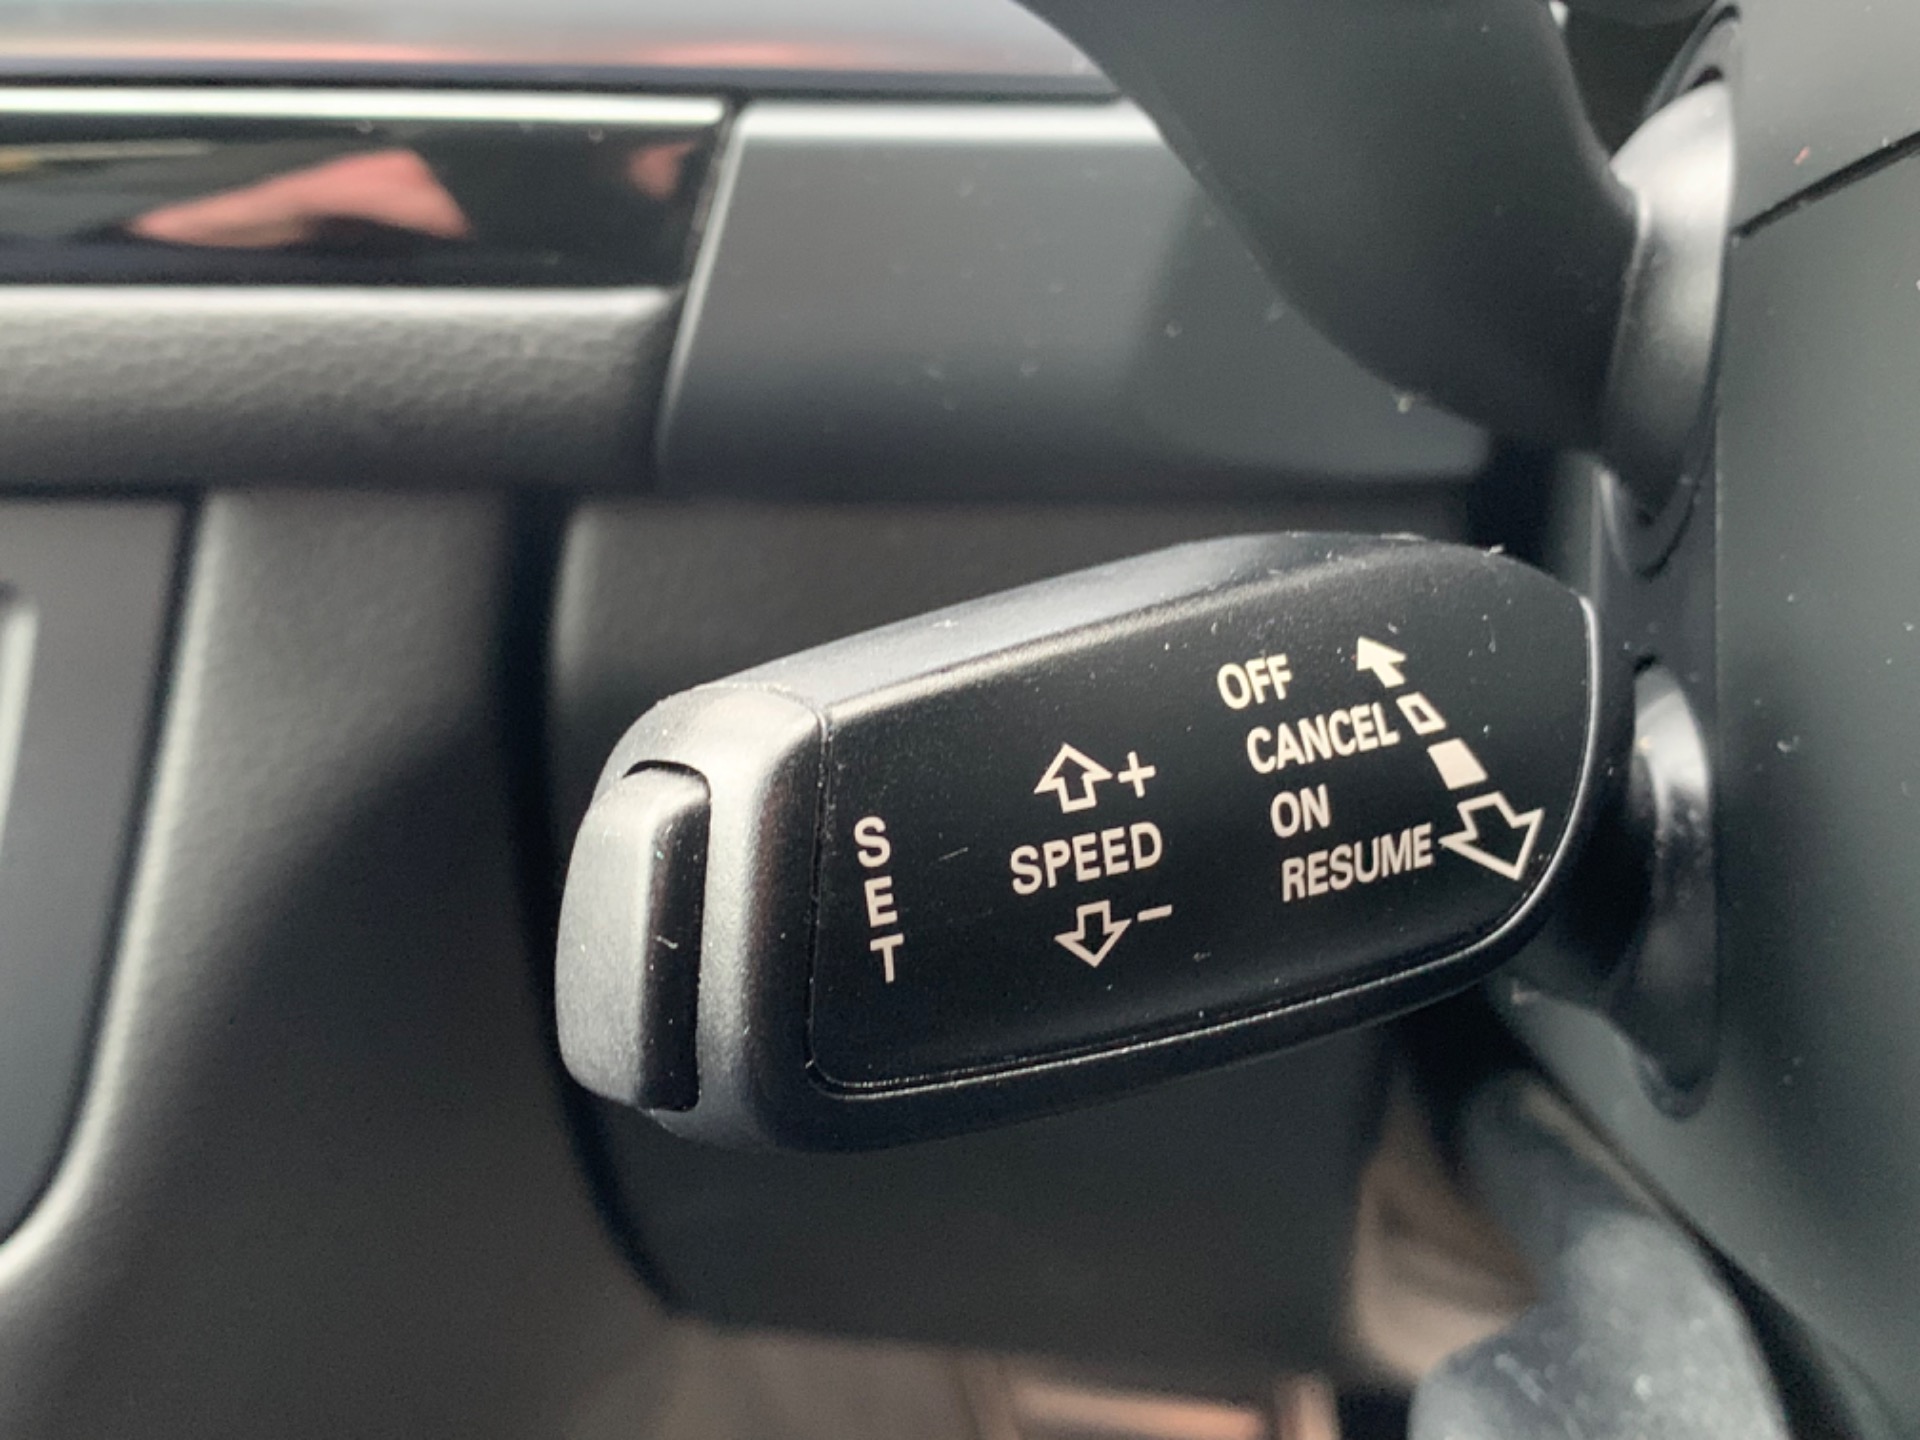 OFF
CANCEL
ON
RESUME
+
SPEED
−
SET